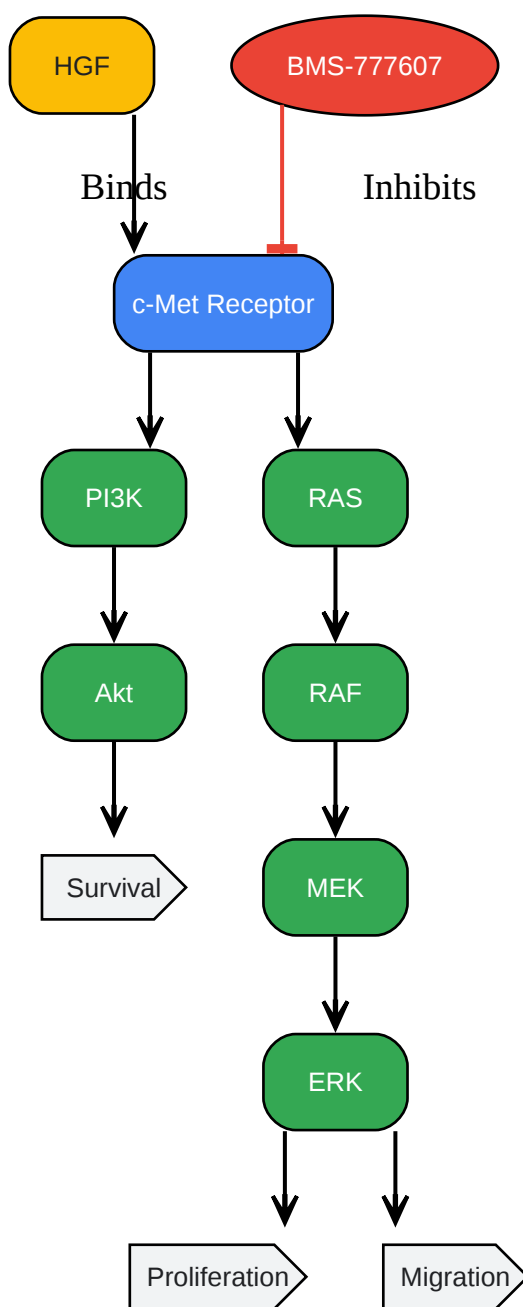 HGF
BMS-777607
Binds
Inhibits
c-Met Receptor
PI3K
RAS
Akt
RAF
Survival
MEK
ERK
Proliferation
Migration